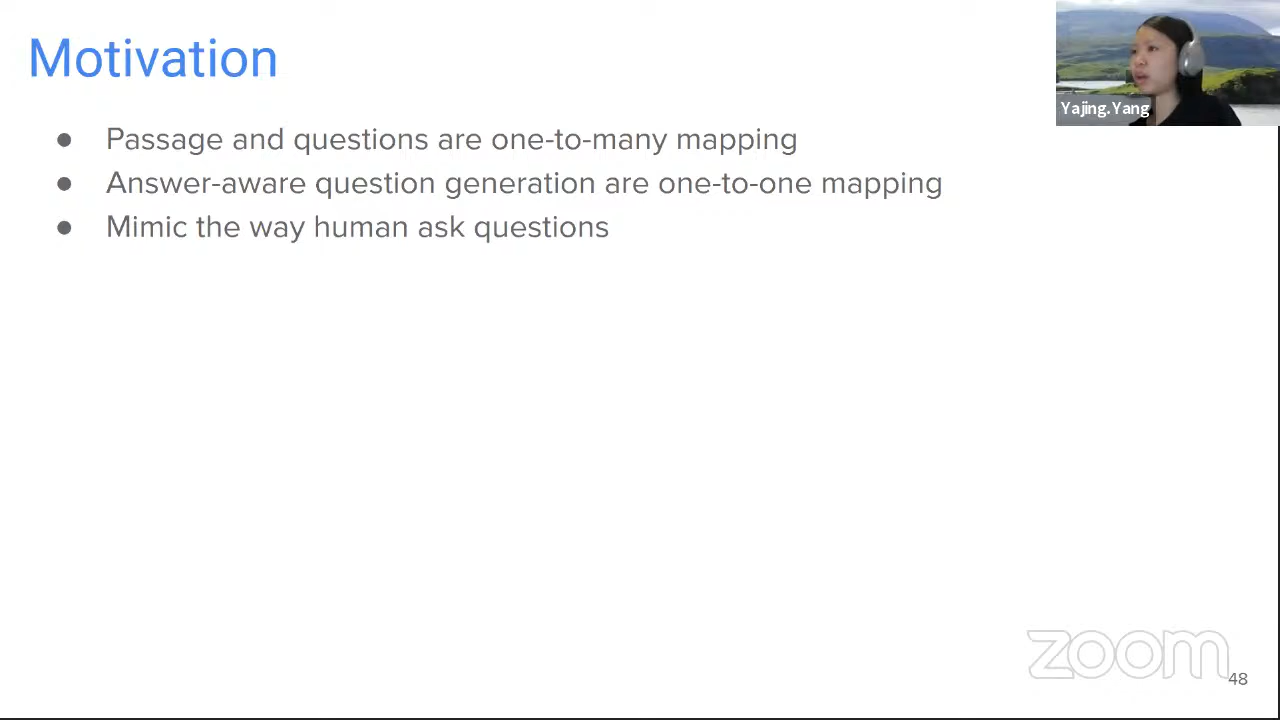 Motivation
Yajing.Yang
● Passage and questions are one-to-many mapping
● Answer-aware question generation are one-to-one mapping
● Mimic the way human ask questions
zoom
48